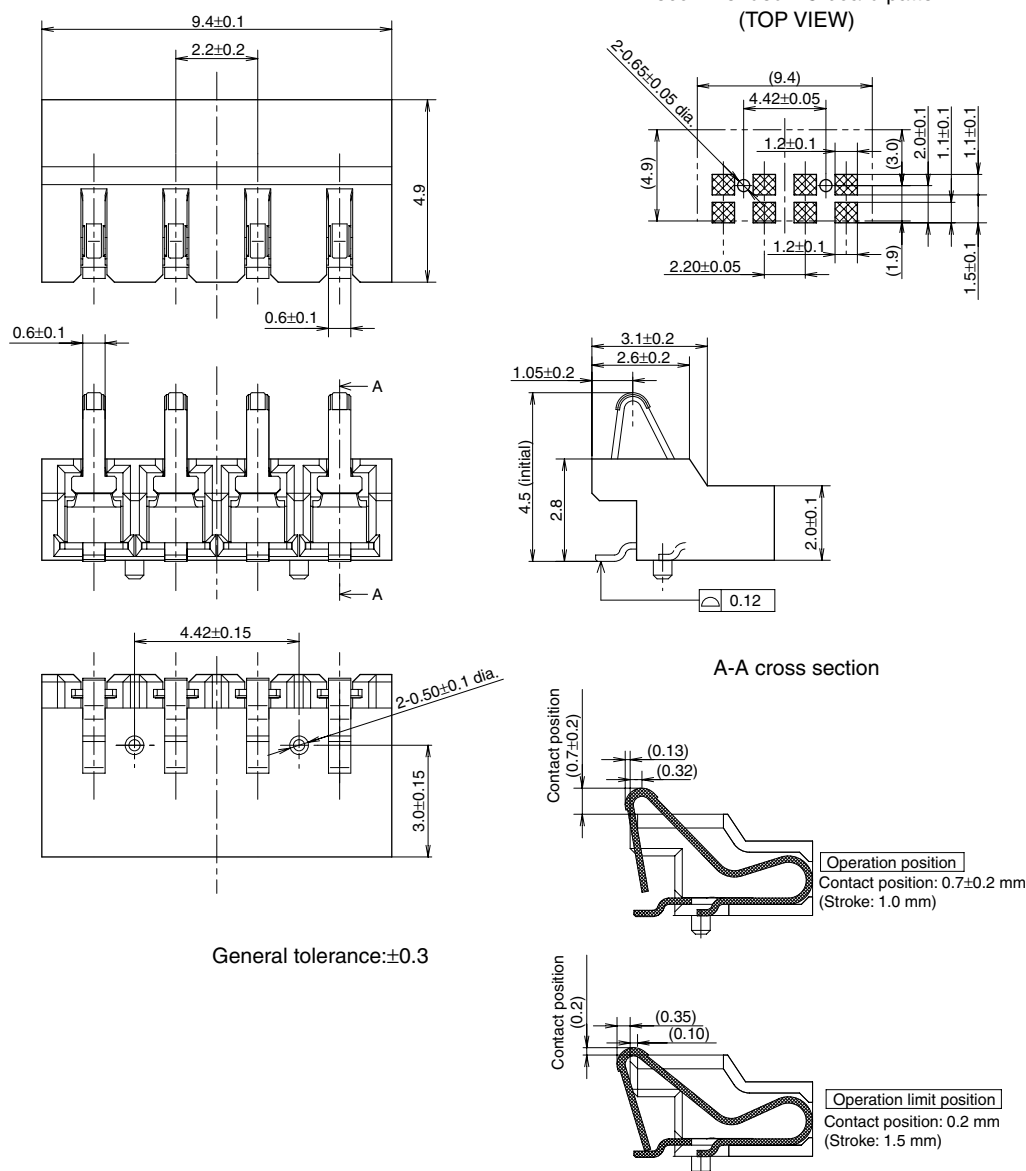 9.4±0.1
2.2±0.2
4.9
0.6±0.1
0.6±0.1
A
A
4.42±0.15
2-0.50±0.1 dia.
3.0±0.15
General tolerance:±0.3
(TOP VIEW)
2-0.65±0.05 dia.
(9.4)
4.42±0.05
1.2±0.1
(4.9)
(3.0)
2.0±0.1
1.1±0.1
1.1±0.1
1.2±0.1
2.20±0.05
(1.9)
1.5±0.1
3.1±0.2
2.6±0.2
1.05±0.2
4.5 (initial)
2.8
2.0±0.1
0.12
A-A cross section
Contact position
(0.7±0.2)
(0.13)
(0.32)
Operation position
Contact position: 0.7±0.2 mm
(Stroke: 1.0 mm)
Contact position
(0.2)
(0.35)
(0.10)
Operation limit position
Contact position: 0.2 mm
(Stroke: 1.5 mm)